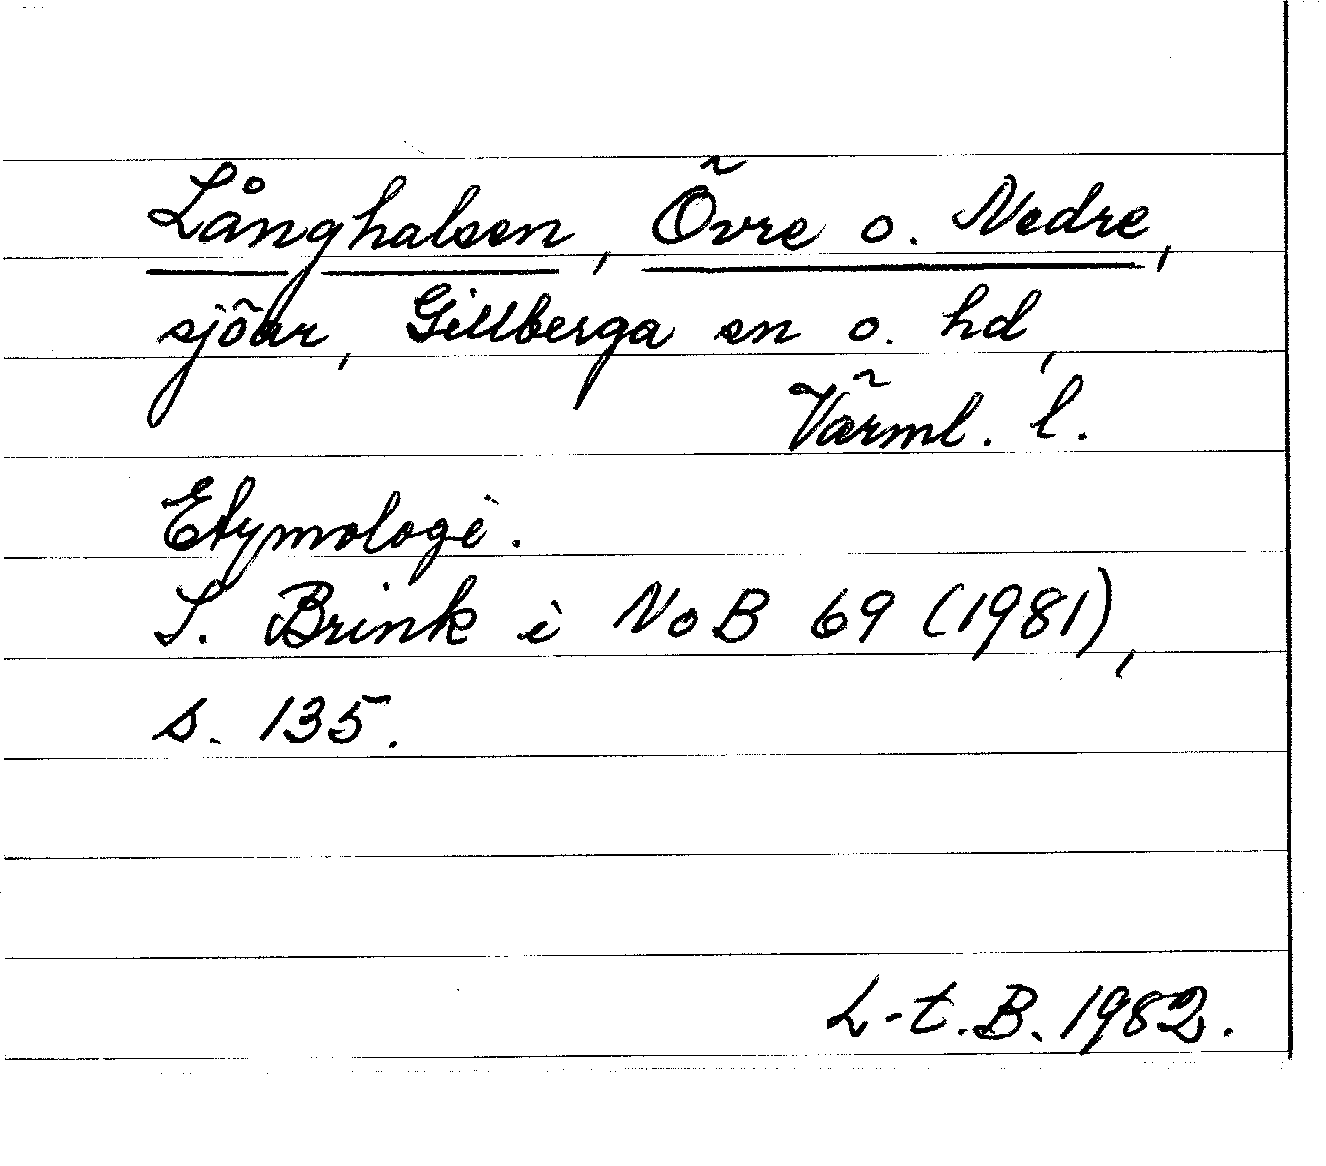 Långhalsen, Övre o. Nedre,
sjöar, Gillberga sn o. hd,
Värml. l.
Etymologi.
S. Brink i NoB 69 (1981),
s. 135.
L-t. B. 1982.